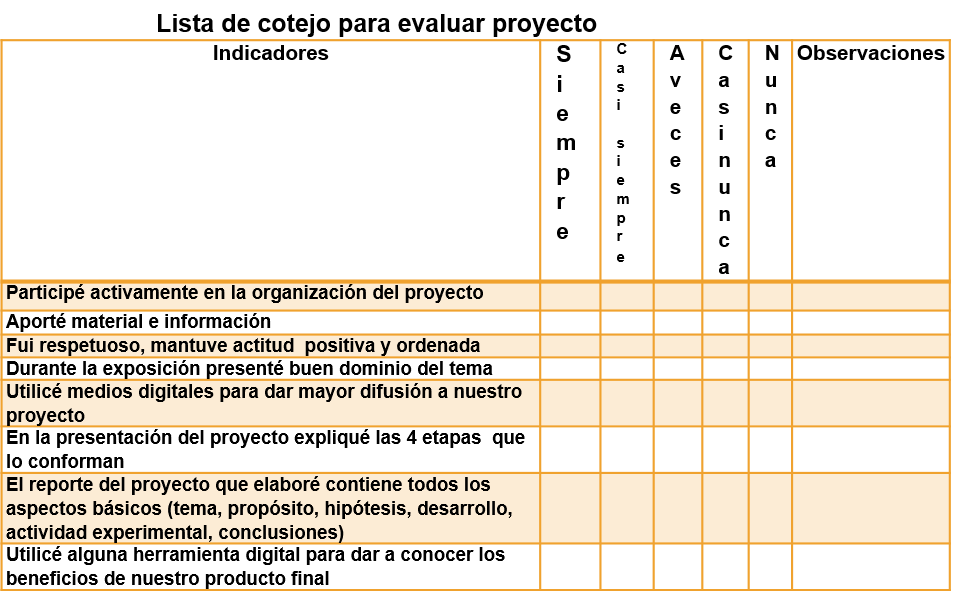 Lista de cotejo para evaluar proyecto
Indicadores
Siempre
Casi siempre
Aveces
Casinunca
Nunca
Observaciones
Participé activamente en la organización del proyecto
Aporté material e información
Fui respetuoso, mantuve actitud  positiva y ordenada
Durante la exposición presenté buen dominio del tema
Utilicé medios digitales para dar mayor difusión a nuestro
proyecto
En la presentación del proyecto expliqué las 4 etapas  que
lo conforman
El reporte del proyecto que elaboré contiene todos los
aspectos básicos (tema, propósito, hipótesis, desarrollo,
actividad experimental, conclusiones)
Utilicé alguna herramienta digital para dar a conocer los
beneficios de nuestro producto final